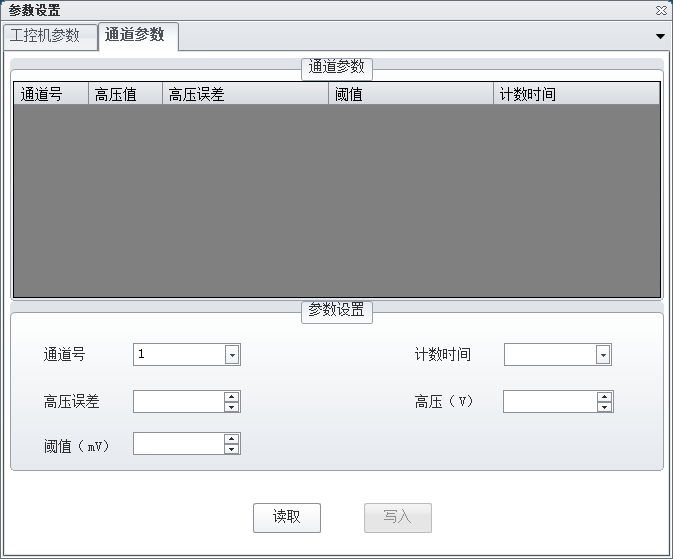 参数设置
工控机参数 通道参数
通道参数
通道号 高压值 高压误差 阈值 计数时间
参数设置
通道号 1 计数时间
高压误差 高压（V）
阈值（mV）
读取 写入